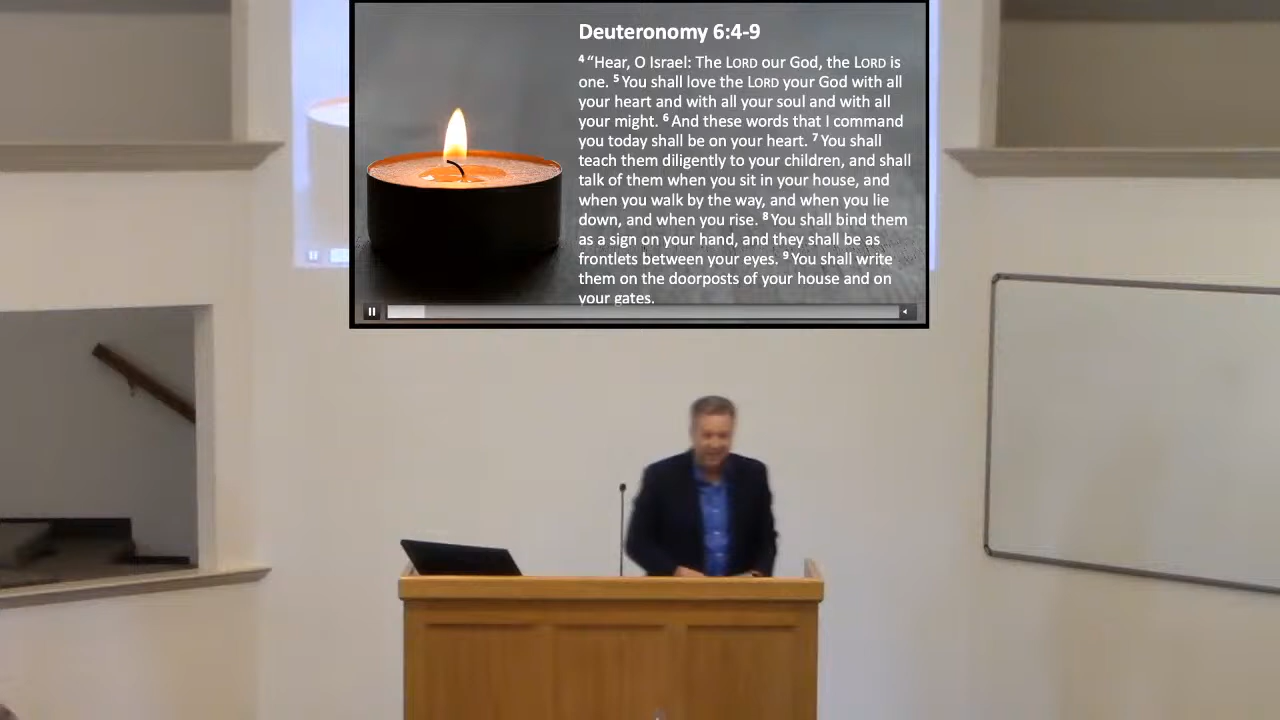 Deuteronomy 6:4-9
4 “Hear, O Israel: The LORD our God, the LORD is
one. 5 You shall love the LORD your God with all
your heart and with all your soul and with all
your might. 6 And these words that I command
you today shall be on your heart. 7 You shall
teach them diligently to your children, and shall
talk of them when you sit in your house, and
when you walk by the way, and when you lie
down, and when you rise. 8 You shall bind them
as a sign on your hand, and they shall be as
frontlets between your eyes. 9 You shall write
them on the doorposts of your house and on
your gates.